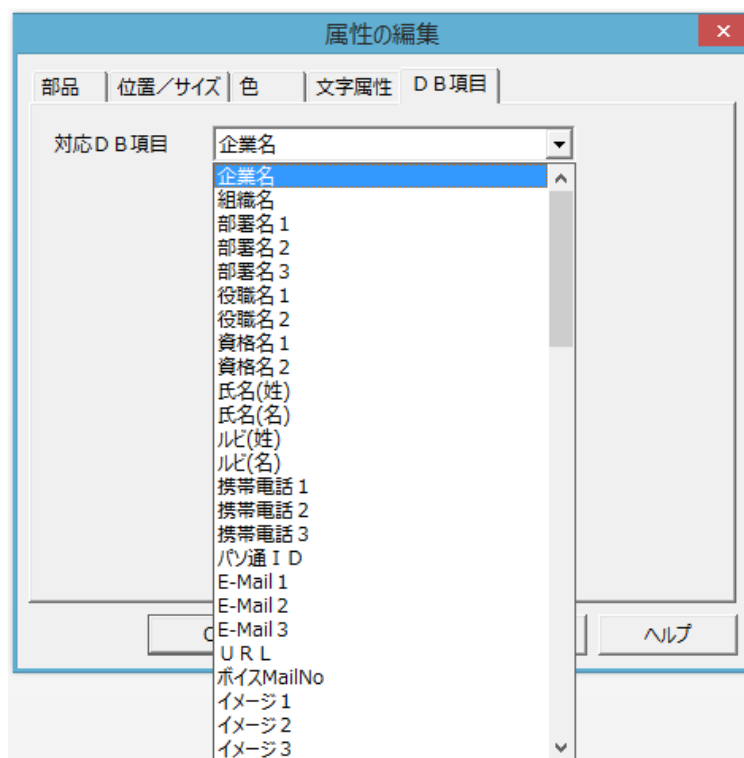 属性の編集
部品 位置／サイズ 色 文字属性 ＤＢ項目
対応ＤＢ項目 企業名
企業名
組織名
部署名１
部署名２
部署名３
役職名１
役職名２
資格名１
資格名２
氏名(姓)
氏名(名)
ルビ(姓)
ルビ(名)
携帯電話１
携帯電話２
携帯電話３
パソ通ＩＤ
E-Mail１
E-Mail２
E-Mail３
ＵＲＬ
ボイスMailNo
イメージ１
イメージ２
イメージ３
ヘルプ